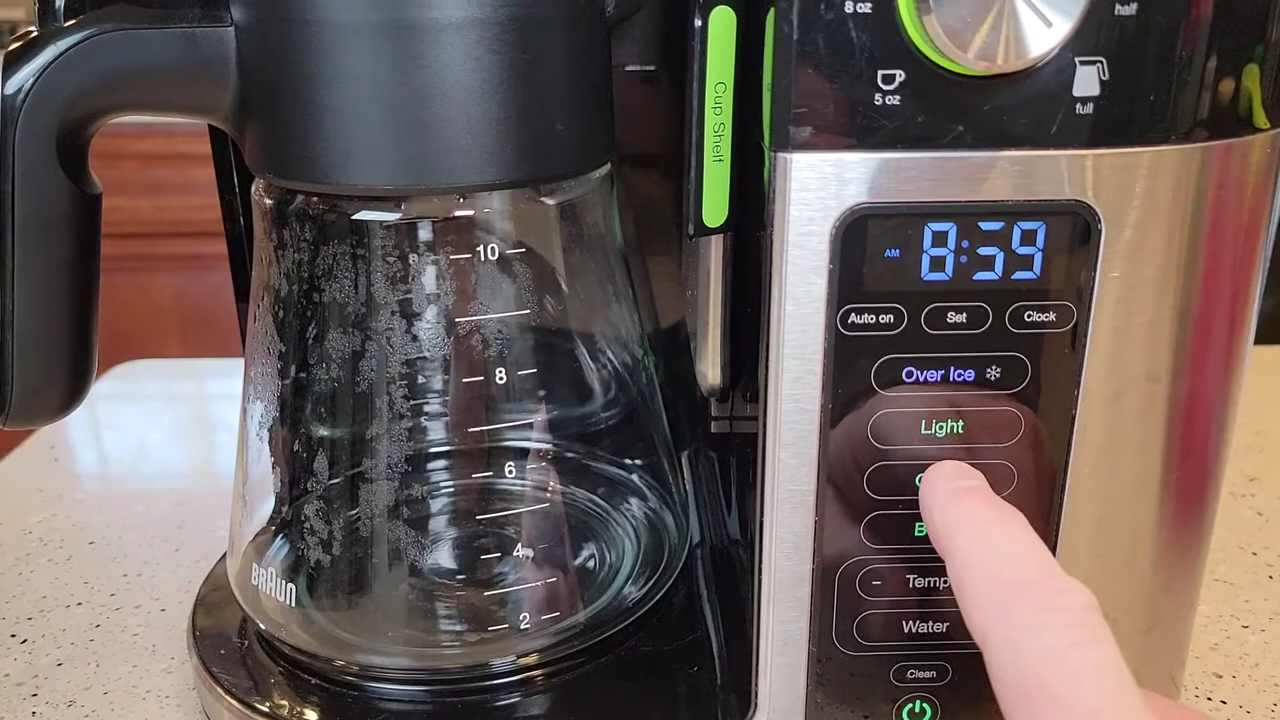 8 oz
half
5 oz
full
Cup Shelf
10
8
6
4
2
BRAUN
AM 8:59
Auto on Set Clock
Over Ice
Light
- Temp
Water
Clean